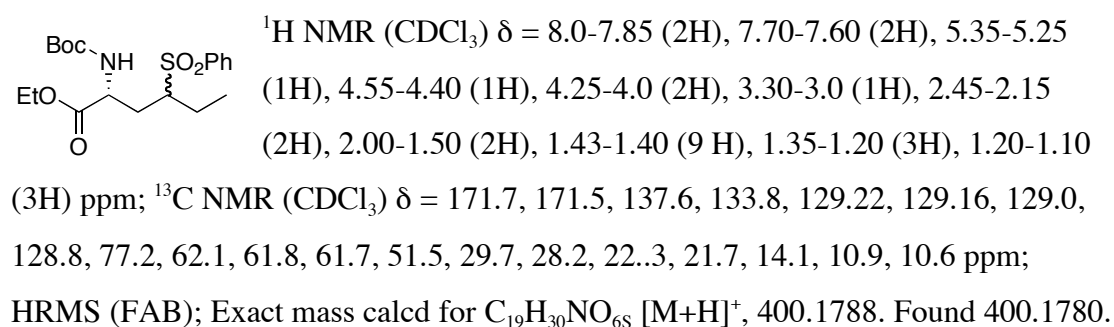 Boc
NH
SO₂Ph
EtO
O
¹H NMR (CDCl₃) δ = 8.0-7.85 (2H), 7.70-7.60 (2H), 5.35-5.25
(1H), 4.55-4.40 (1H), 4.25-4.0 (2H), 3.30-3.0 (1H), 2.45-2.15
(2H), 2.00-1.50 (2H), 1.43-1.40 (9 H), 1.35-1.20 (3H), 1.20-1.10
(3H) ppm; ¹³C NMR (CDCl₃) δ = 171.7, 171.5, 137.6, 133.8, 129.22, 129.16, 129.0,
128.8, 77.2, 62.1, 61.8, 61.7, 51.5, 29.7, 28.2, 22..3, 21.7, 14.1, 10.9, 10.6 ppm;
HRMS (FAB); Exact mass calcd for C₁₉H₃₀NO₆S [M+H]⁺, 400.1788. Found 400.1780.